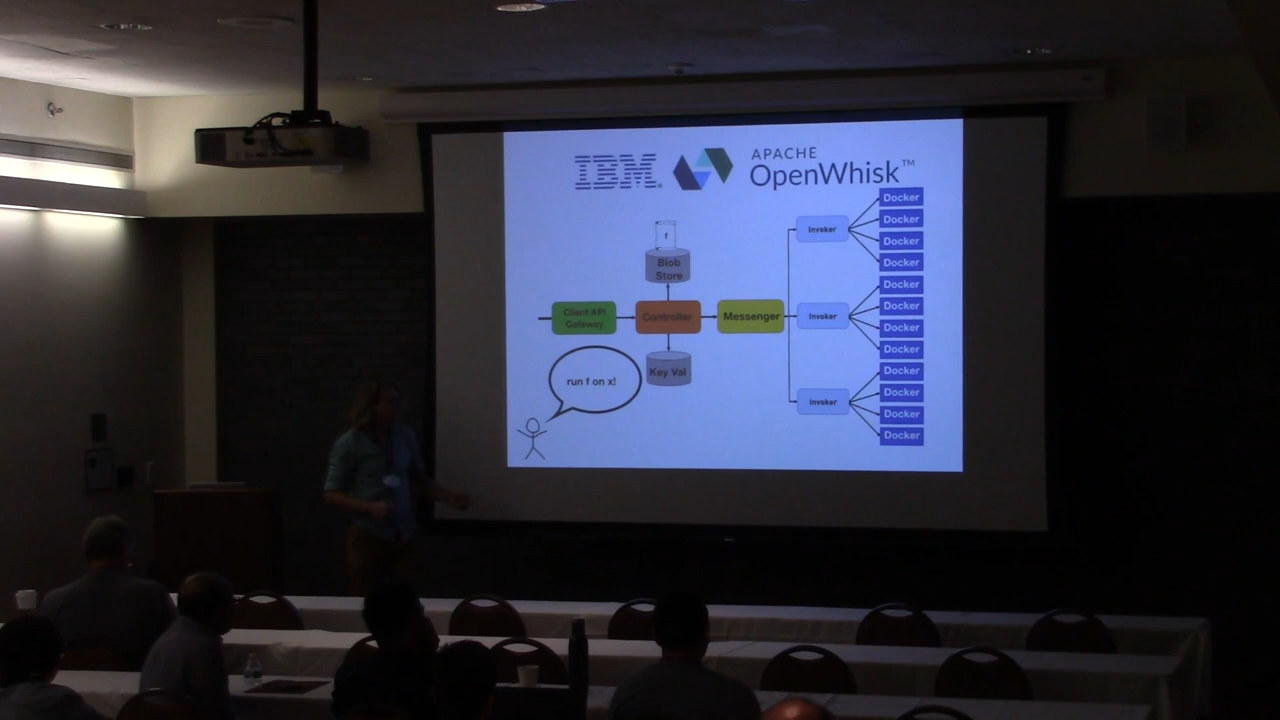 IBM®
APACHE
OpenWhisk™
f
Blob
Store
Client API
Gateway
Controller
Messenger
Key Val
run f on x!
Invoker
Invoker
Invoker
Docker
Docker
Docker
Docker
Docker
Docker
Docker
Docker
Docker
Docker
Docker
Docker